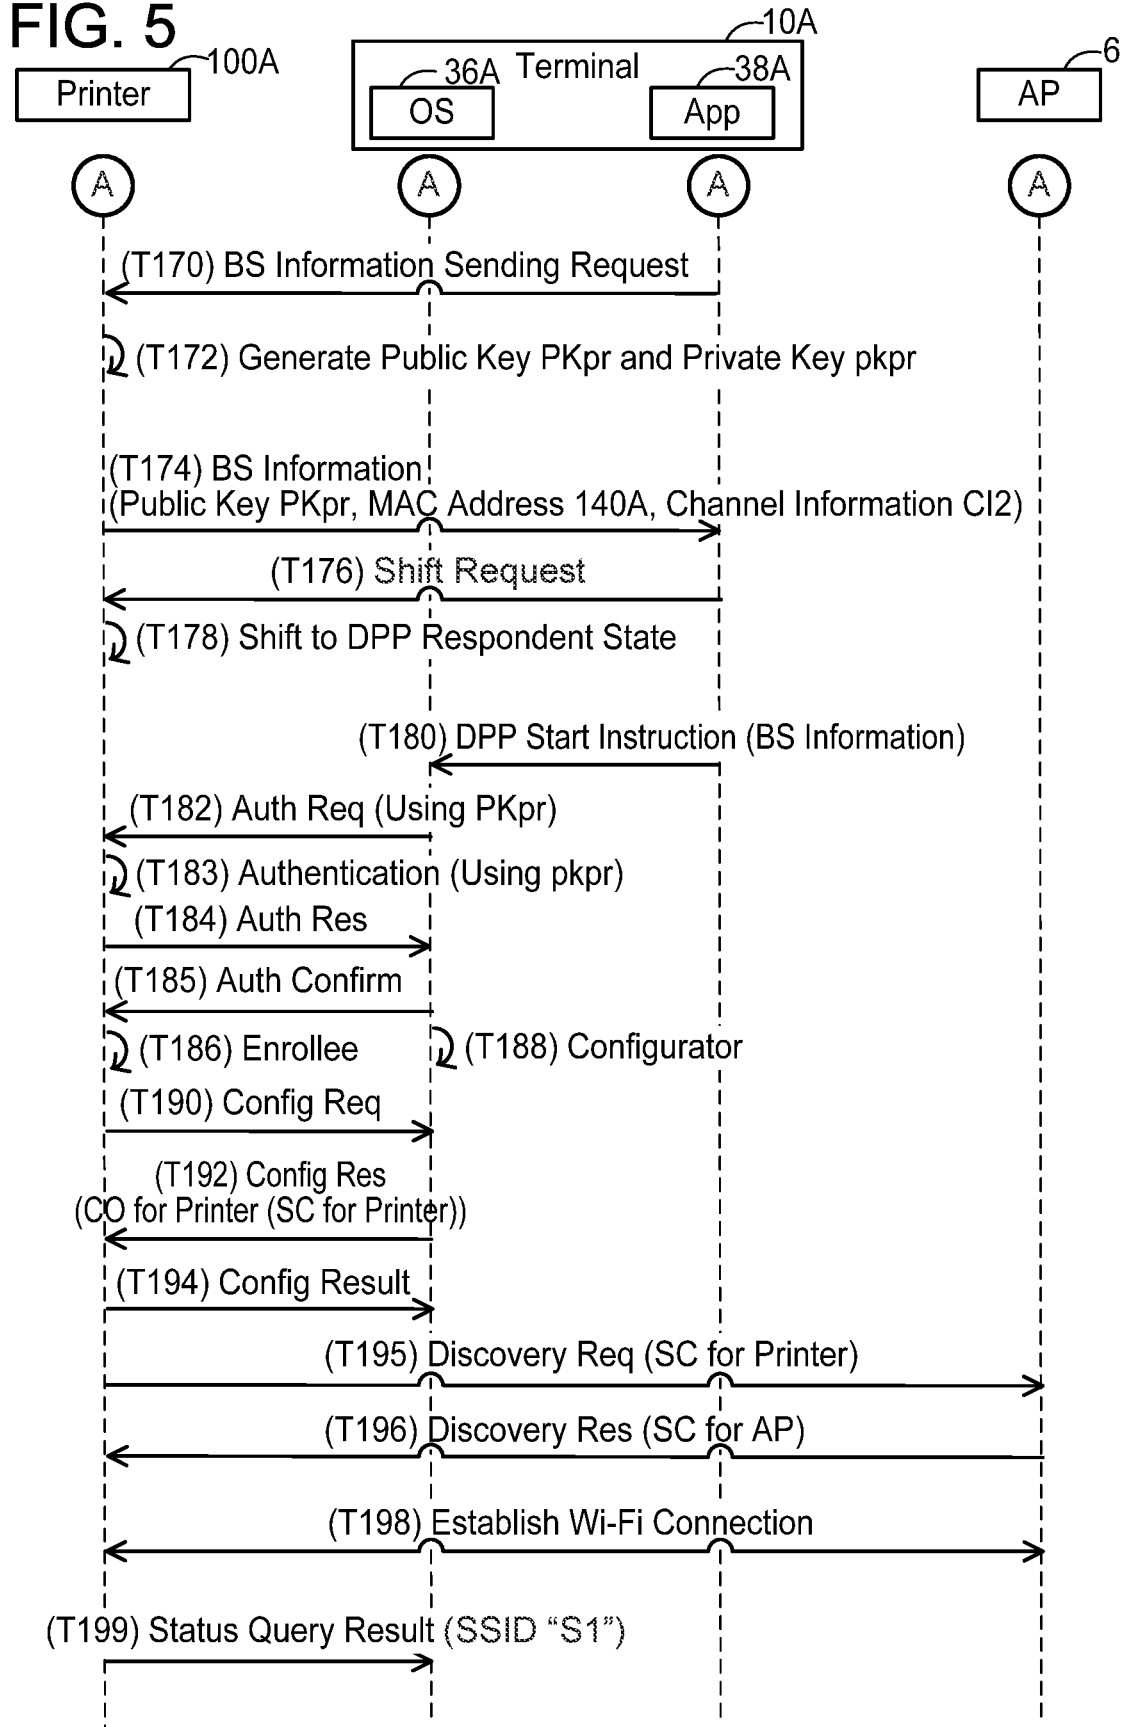 FIG. 5
100A
10A
6
Printer
Terminal
36A
38A
OS
App
AP
A
A
A
A
(T170) BS Information Sending Request
(T172) Generate Public Key PKpr and Private Key pkpr
(T174) BS Information
(Public Key PKpr, MAC Address 140A, Channel Information CI2)
(T176) Shift Request
(T178) Shift to DPP Respondent State
(T180) DPP Start Instruction (BS Information)
(T182) Auth Req (Using PKpr)
(T183) Authentication (Using pkpr)
(T184) Auth Res
(T185) Auth Confirm
(T186) Enrollee
(T188) Configurator
(T190) Config Req
(T192) Config Res
(CO for Printer (SC for Printer))
(T194) Config Result
(T195) Discovery Req (SC for Printer)
(T196) Discovery Res (SC for AP)
(T198) Establish Wi-Fi Connection
(T199) Status Query Result (SSID “S1”)